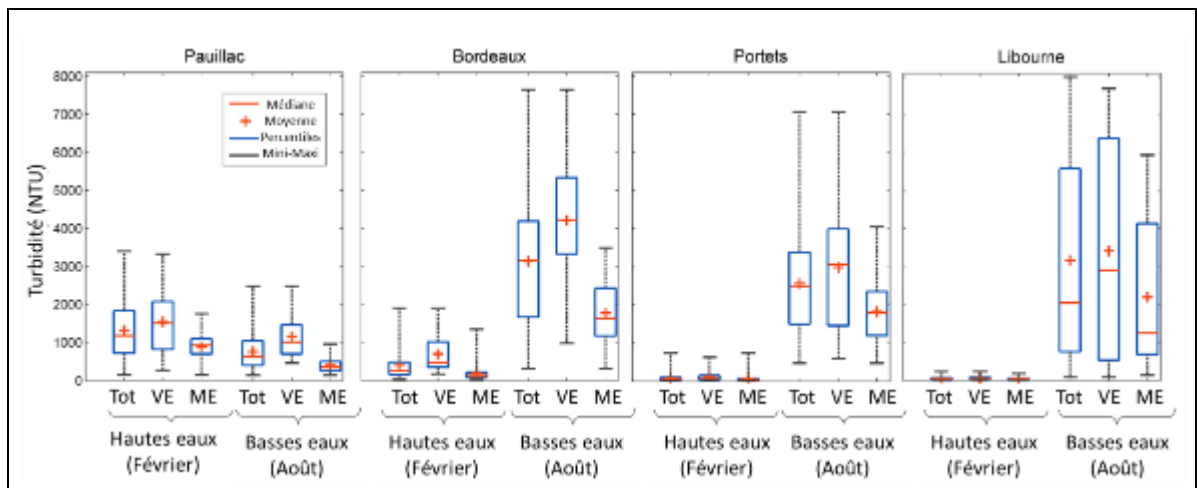 Pauillac Bordeaux Portets Libourne
8000
7000
6000
5000
4000
3000
2000
1000
0
Turbidité (NTU)
Médiane
Moyenne
Percentiles
Mini-Maxi
Tot VE ME Tot VE ME Tot VE ME Tot VE ME Tot VE ME Tot VE ME Tot VE ME Tot VE ME
Hautes eaux Basses eaux Hautes eaux Basses eaux Hautes eaux Basses eaux Hautes eaux Basses eaux
(Février) (Août) (Février) (Août) (Février) (Août) (Février) (Août)